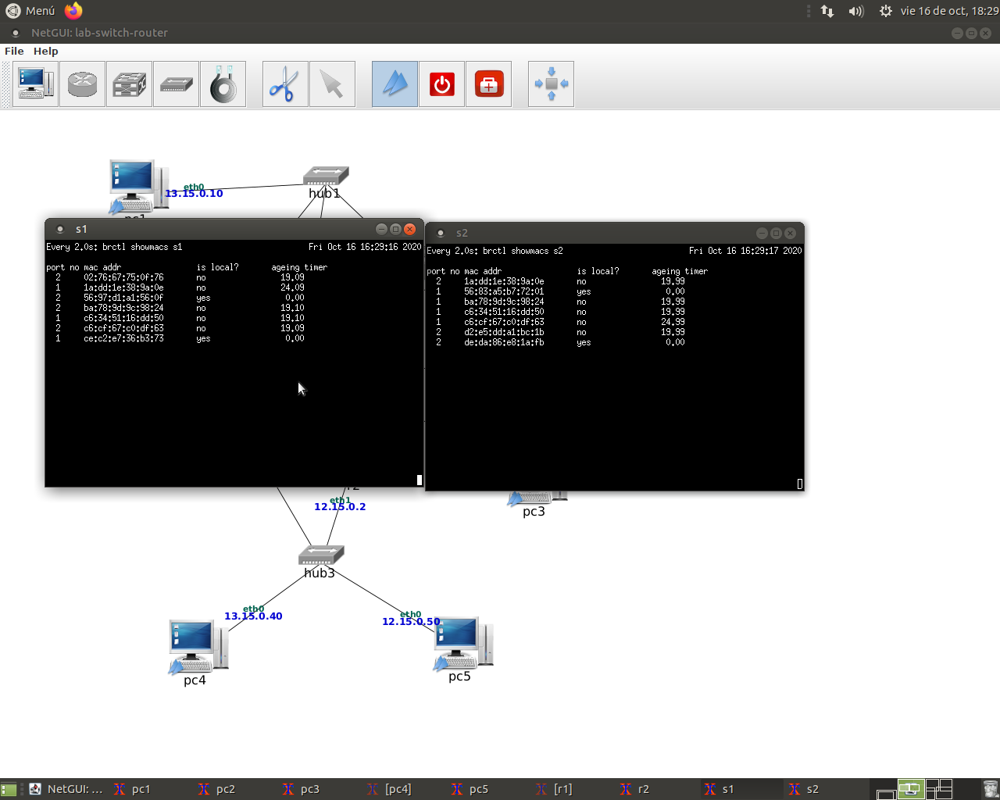 Menú
vie 16 de oct, 18:29
NetGUI: lab-switch-router
File Help
eth0
13.15.0.10
hub1
s1
Every 2.0s: brctl showmacs s1 Fri Oct 16 16:29:16 2020
port no mac addr is local? ageing timer
2 02:76:67:75:0f:76 no 19.09
1 1a:dd:1e:38:9a:0e no 24.09
2 56:97:d1:a1:56:0f yes 0.00
2 ba:78:9d:9c:98:24 no 19.10
1 c6:34:51:16:dd:50 no 19.10
2 c6:cf:67:c0:df:63 no 19.09
1 ce:c2:e7:36:b3:73 yes 0.00
s2
Every 2.0s: brctl showmacs s2 Fri Oct 16 16:29:17 2020
port no mac addr is local? ageing timer
2 1a:dd:1e:38:9a:0e no 19.99
1 56:83:a5:b7:72:01 yes 0.00
1 ba:78:9d:9c:98:24 no 19.99
1 c6:34:51:16:dd:50 no 19.99
1 c6:cf:67:c0:df:63 no 24.99
2 d2:e5:dd:a1:bc:1b no 19.99
2 de:da:86:e8:1a:fb yes 0.00
eth1
12.15.0.2
pc3
hub3
eth0
13.15.0.40
eth0
12.15.0.50
pc4
pc5
NetGUI: ... pc1 pc2 pc3 [pc4] pc5 [r1] r2 s1 s2